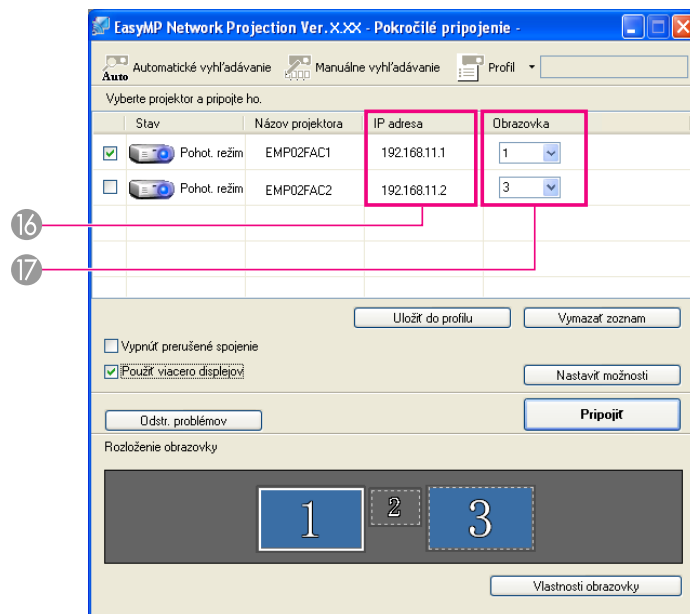 EasyMP Network Projection Ver. X.XX - Pokročilé pripojenie -
Auto Automatické vyhľadávanie Manuálne vyhľadávanie Profil
Vyberte projektor a pripojte ho.
Stav Názov projektora IP adresa Obrazovka
Pohot. režim EMP02FAC1 192.168.11.1 1
Pohot. režim EMP02FAC2 192.168.11.2 3
16
17
Uložiť do profilu Vymazať zoznam
Vypnúť prerušené spojenie
Použiť viacero displejov Nastaviť možnosti
Odstr. problémov Pripojiť
Rozloženie obrazovky
1 2 3
Vlastnosti obrazovky